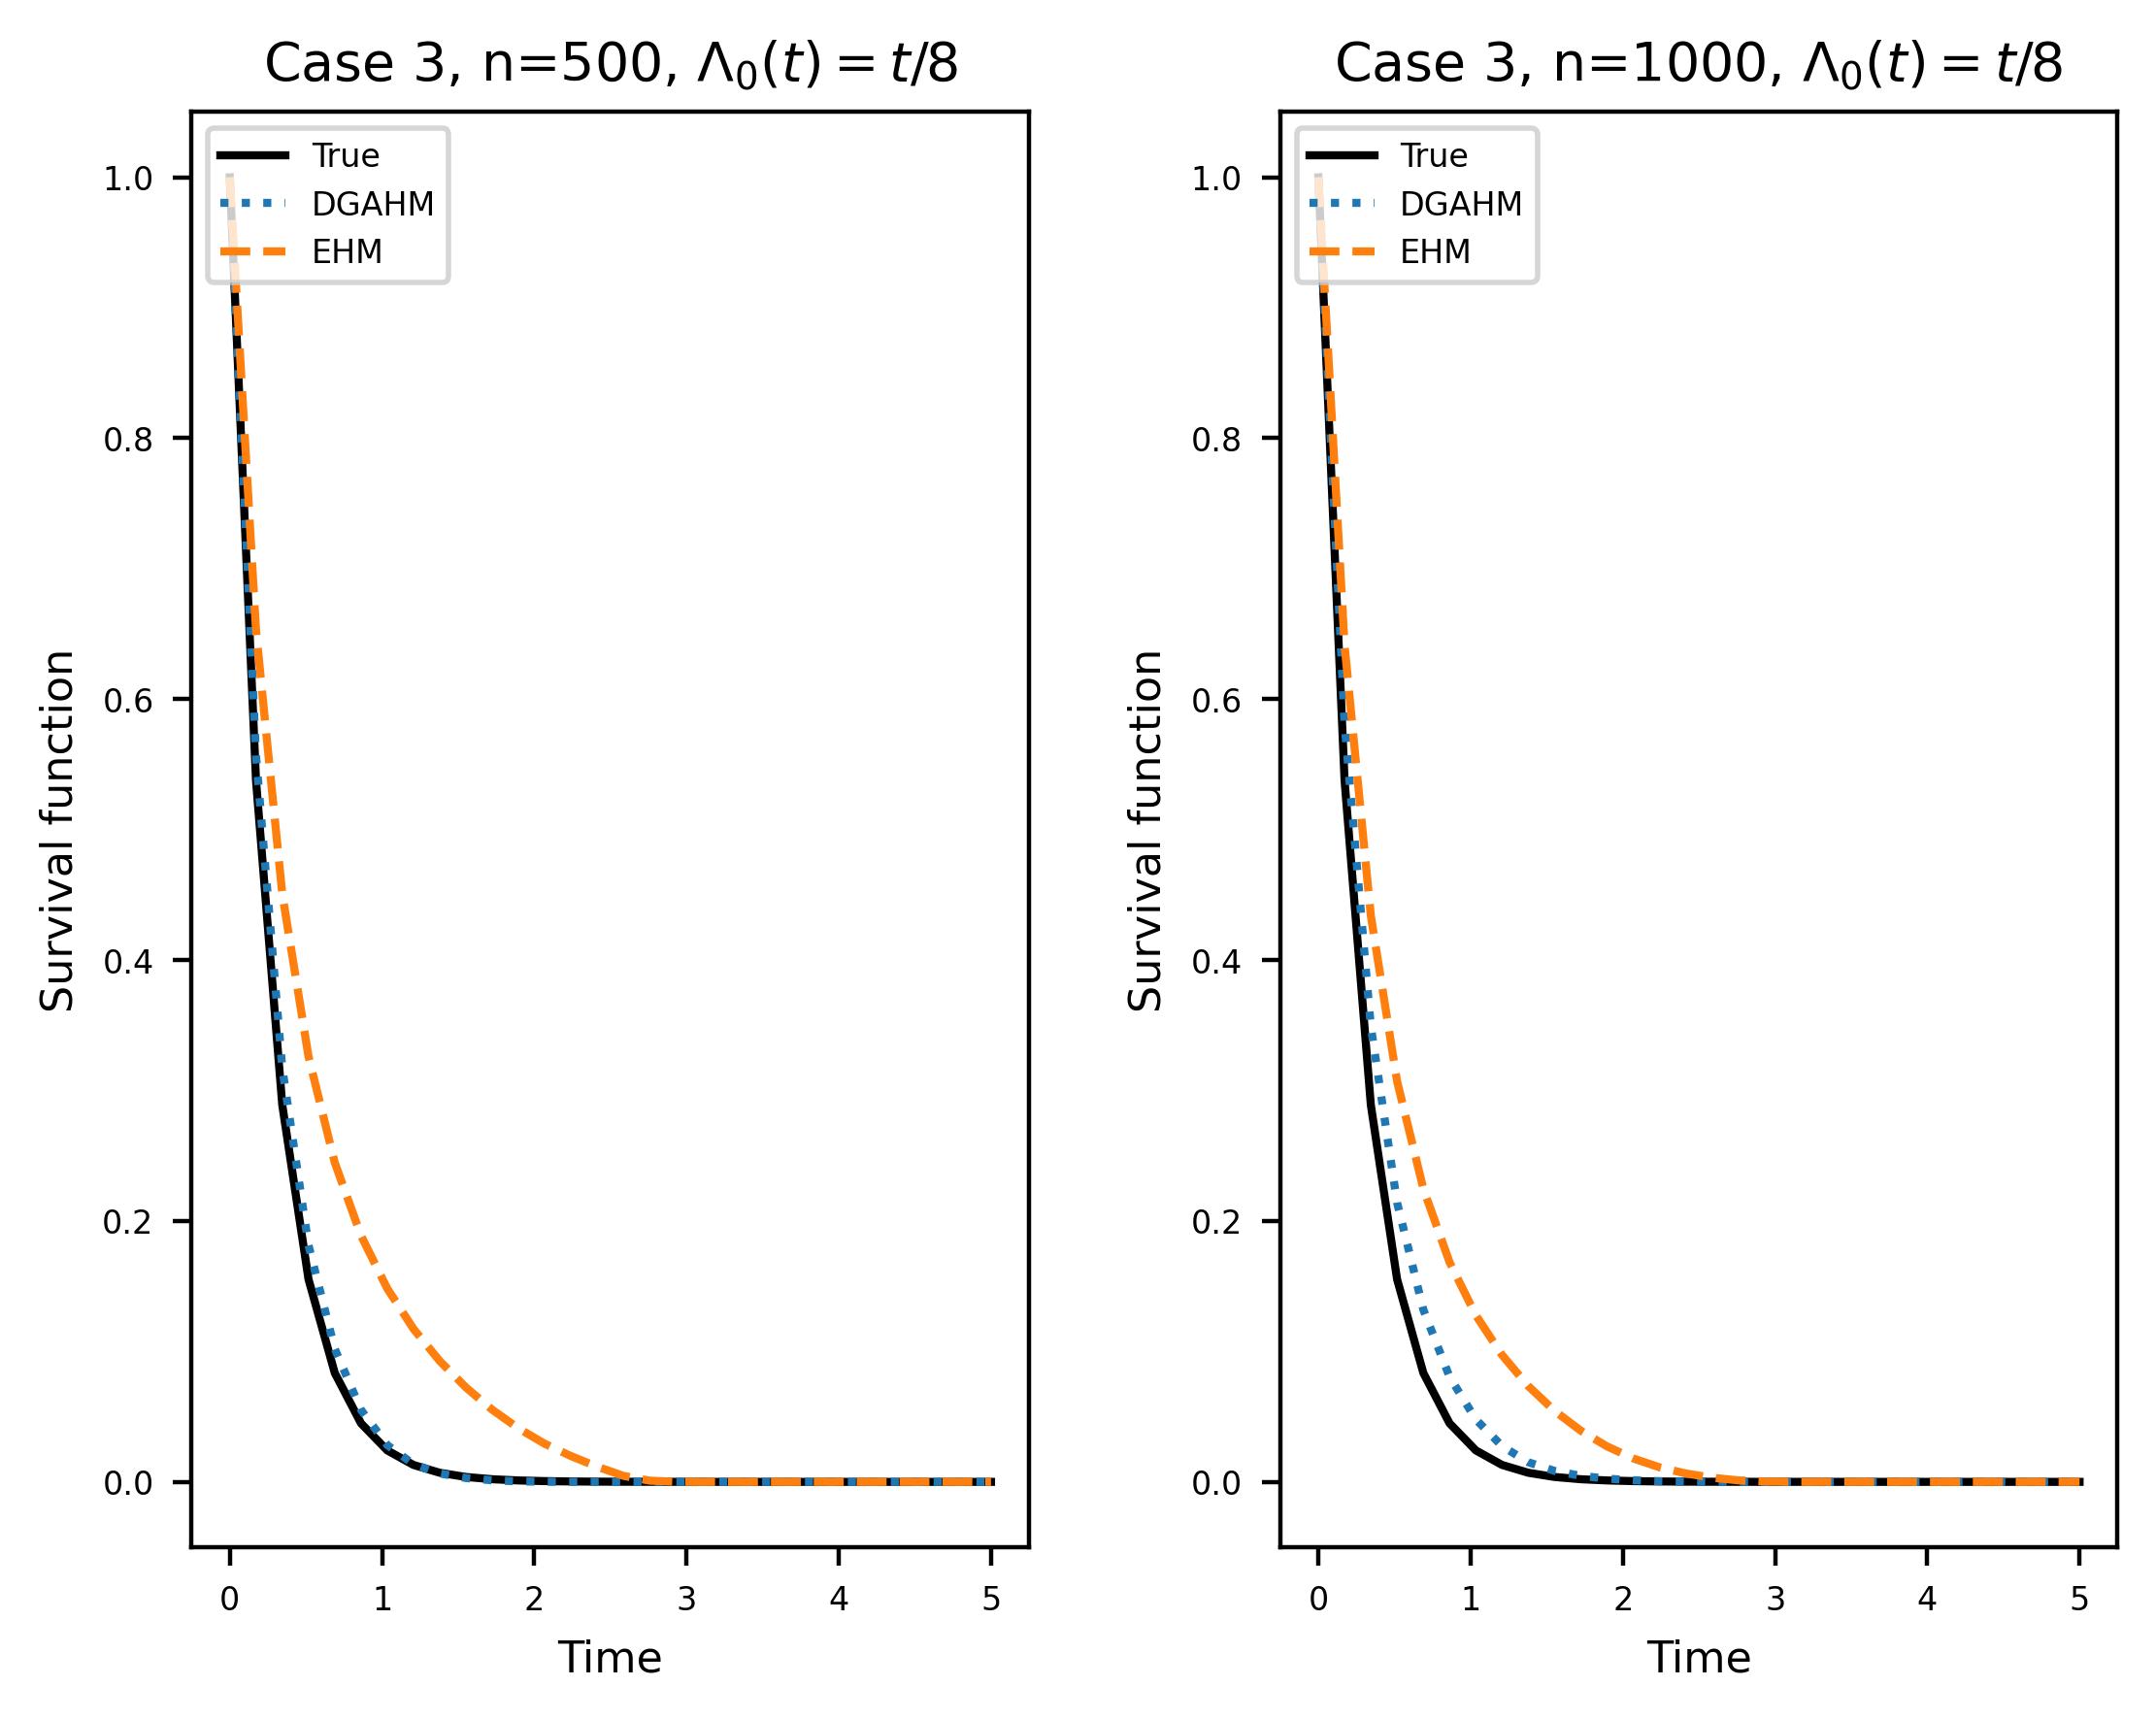 Case 3, n=500, Λ₀(t) = t/8
True
DGAHM
EHM
1.0
0.8
0.6
0.4
0.2
0.0
Survival function
0 1 2 3 4 5
Time
Case 3, n=1000, Λ₀(t) = t/8
True
DGAHM
EHM
1.0
0.8
0.6
0.4
0.2
0.0
Survival function
0 1 2 3 4 5
Time